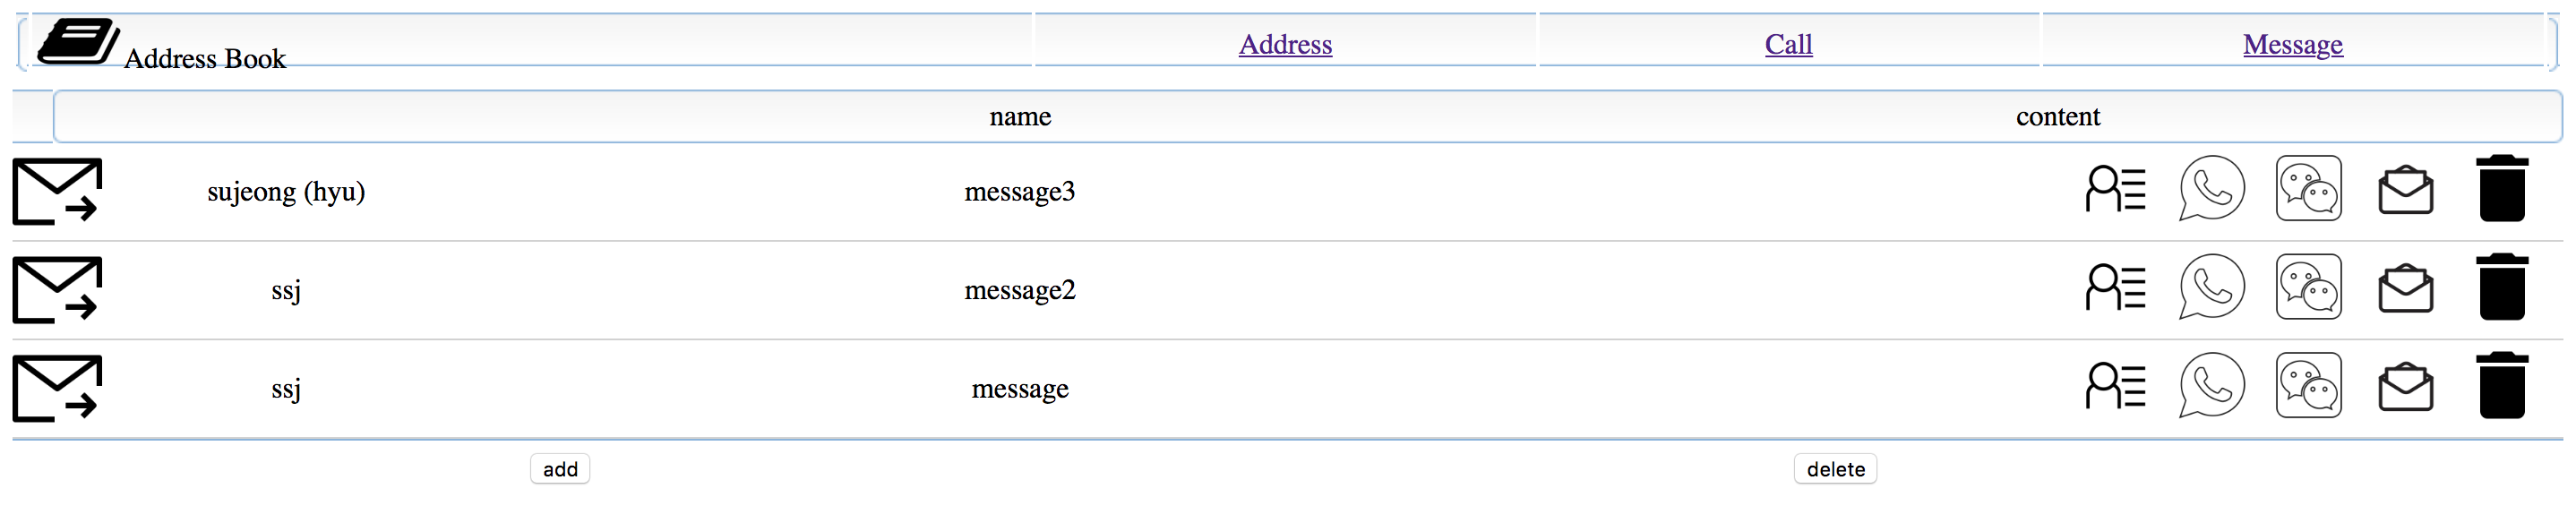 Address Book Address Call Message
name content
sujeong (hyu) message3
ssj message2
ssj message
add delete